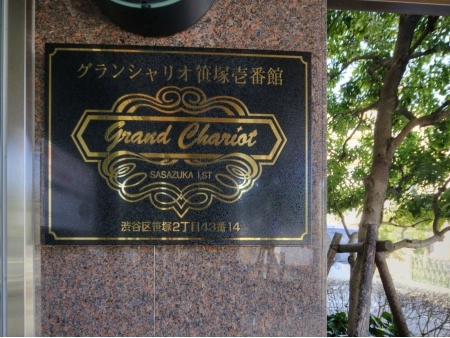 グランシャリオ笹塚壱番館
Grand Chariot
SASAZUKA I.ST
渋谷区笹塚2丁目43番14